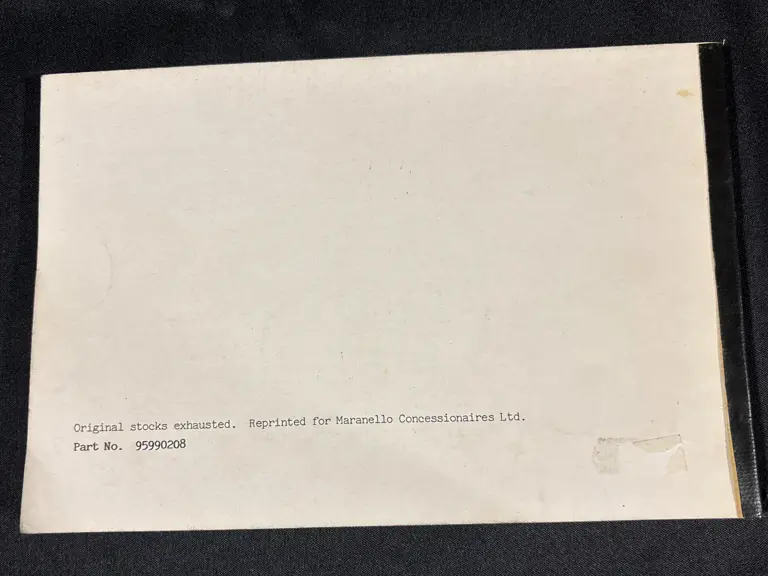 Original stocks exhausted. Reprinted for Maranello Concessionaires Ltd.
Part No. 95990208